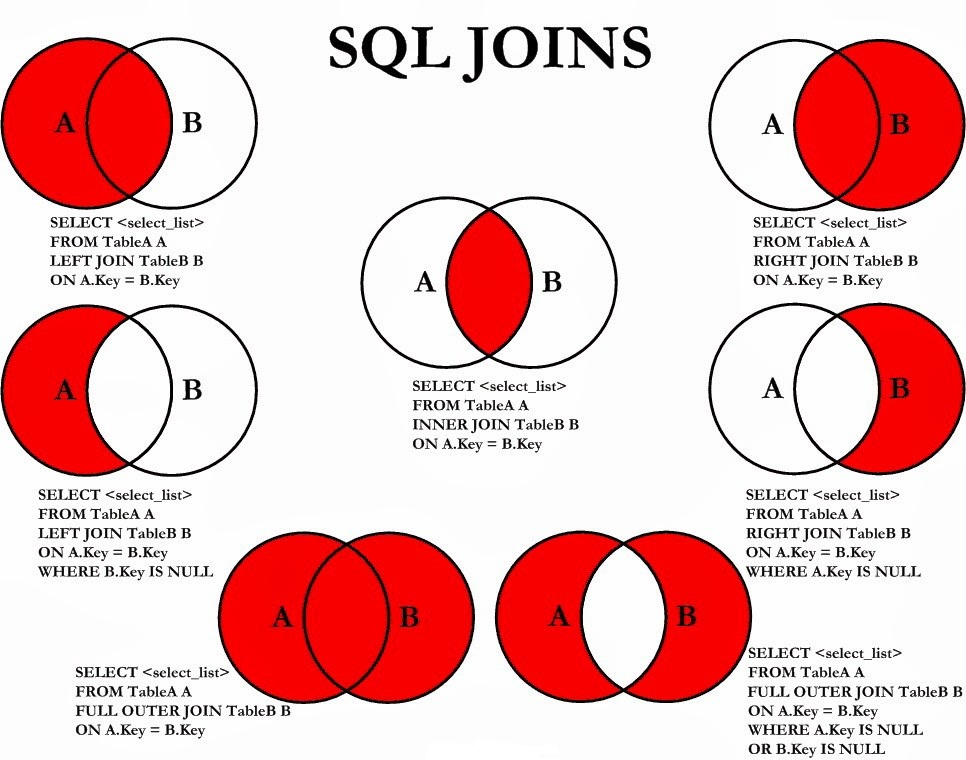 SQL JOINS
A B
SELECT <select_list>
FROM TableA A
LEFT JOIN TableB B
ON A.Key = B.Key
A B
SELECT <select_list>
FROM TableA A
RIGHT JOIN TableB B
ON A.Key = B.Key
A B
SELECT <select_list>
FROM TableA A
INNER JOIN TableB B
ON A.Key = B.Key
A B
SELECT <select_list>
FROM TableA A
LEFT JOIN TableB B
ON A.Key = B.Key
WHERE B.Key IS NULL
A B
SELECT <select_list>
FROM TableA A
RIGHT JOIN TableB B
ON A.Key = B.Key
WHERE A.Key IS NULL
A B
SELECT <select_list>
FROM TableA A
FULL OUTER JOIN TableB B
ON A.Key = B.Key
A B
SELECT <select_list>
FROM TableA A
FULL OUTER JOIN TableB B
ON A.Key = B.Key
WHERE A.Key IS NULL
OR B.Key IS NULL